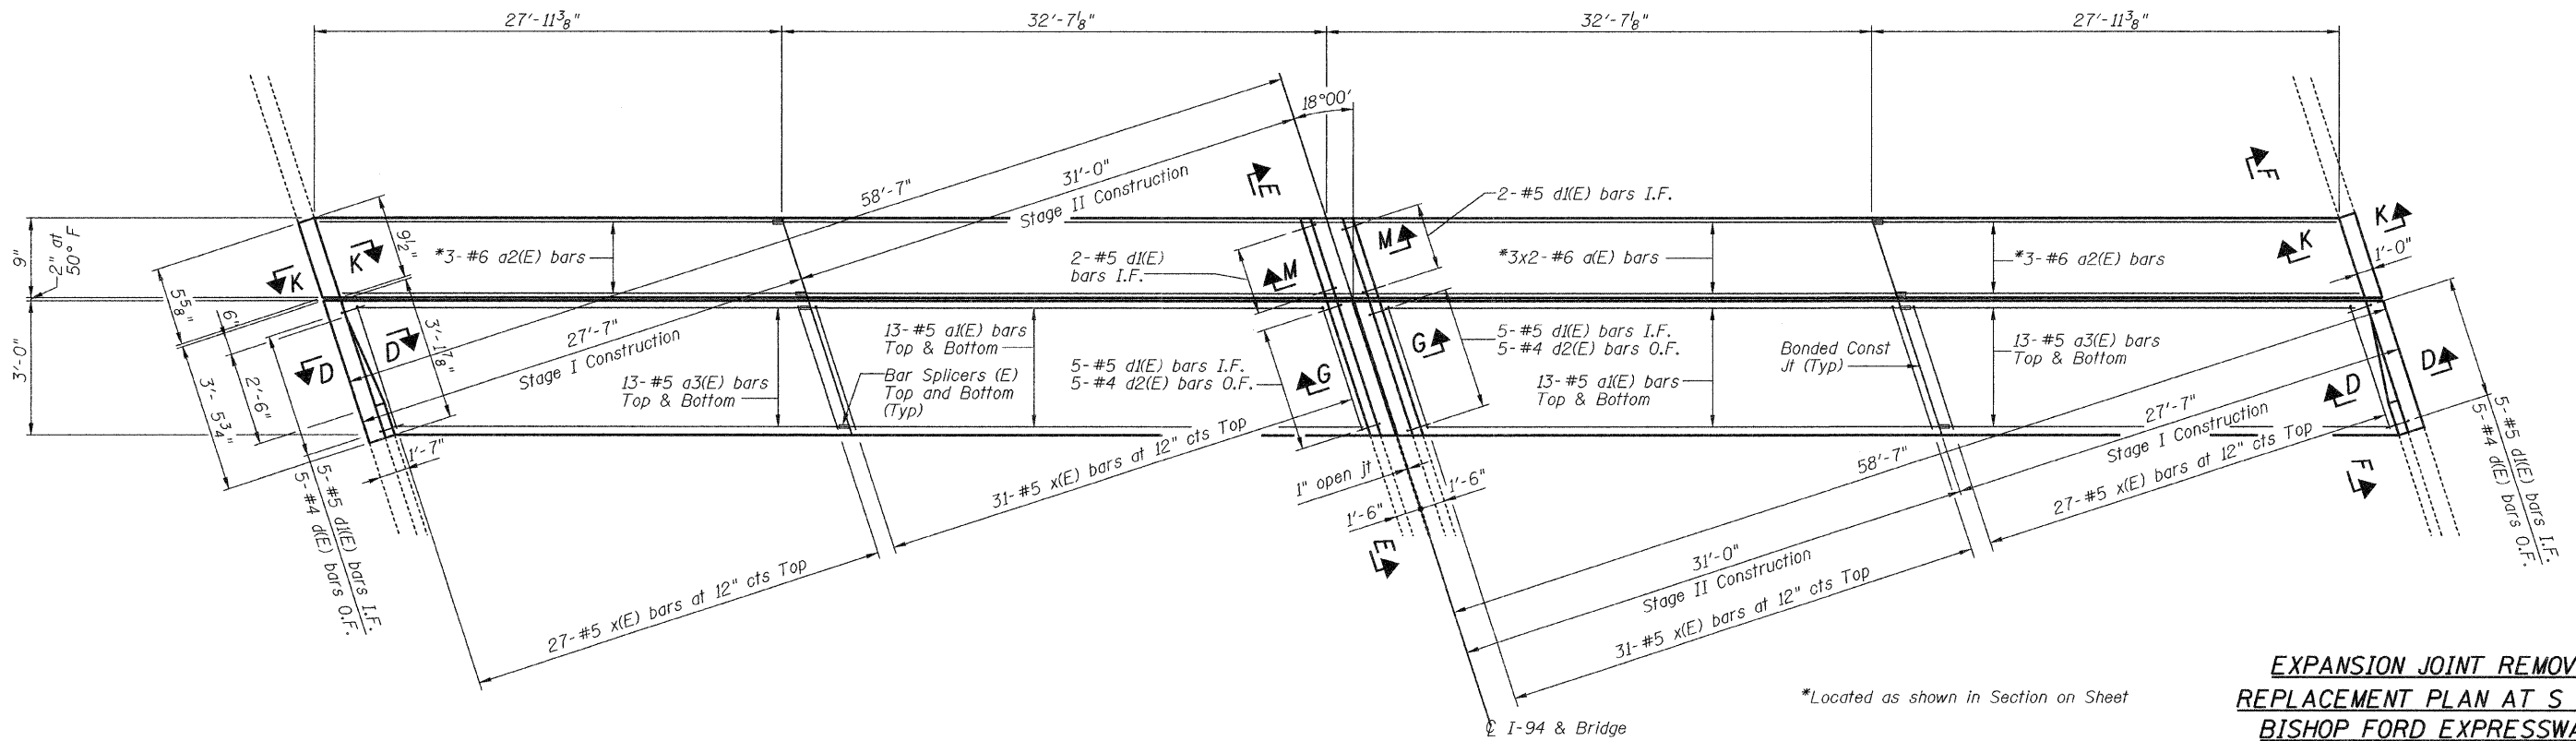 27'-11 3/8"
32'-7 1/8"
32'-7 1/8"
27'-11 3/8"
18°00'
58'-7"
31'-0"
Stage II Construction
E
F
2-#5 d1(E) bars I.F.
9"
2" at
50° F
9 1/2"
K
K
*3-#6 a2(E) bars
2-#5 d1(E)
bars I.F.
M
M
*3x2-#6 a(E) bars
*3-#6 a2(E) bars
K
K
1'-0"
5 5/8"
6"
3'-0"
3'-1 7/8"
D
D
27'-7"
Stage I Construction
13-#5 a1(E) bars
Top & Bottom
13-#5 a3(E) bars
Top & Bottom
Bar Splicers (E)
Top and Bottom
(Typ)
5-#5 d1(E) bars I.F.
5-#4 d2(E) bars O.F.
G
G
5-#5 d1(E) bars I.F.
5-#4 d2(E) bars O.F.
13-#5 a1(E) bars
Top & Bottom
Bonded Const
Jt (Typ)
13-#5 a3(E) bars
Top & Bottom
D
D
2'-6"
3'-5 3/4"
1'-7"
5-#5 d1(E) bars I.F.
5-#4 d(E) bars O.F.
31-#5 x(E) bars at 12" cts Top
27-#5 x(E) bars at 12" cts Top
1" open jt
1'-6"
1'-6"
E
58'-7"
27'-7"
Stage I Construction
27-#5 x(E) bars at 12" cts Top
F
5-#5 d1(E) bars I.F.
5-#4 d(E) bars O.F.
31'-0"
Stage II Construction
31-#5 x(E) bars at 12" cts Top
℄ I-94 & Bridge
*Located as shown in Section on Sheet
EXPANSION JOINT REMOV
REPLACEMENT PLAN AT S
BISHOP FORD EXPRESSWA